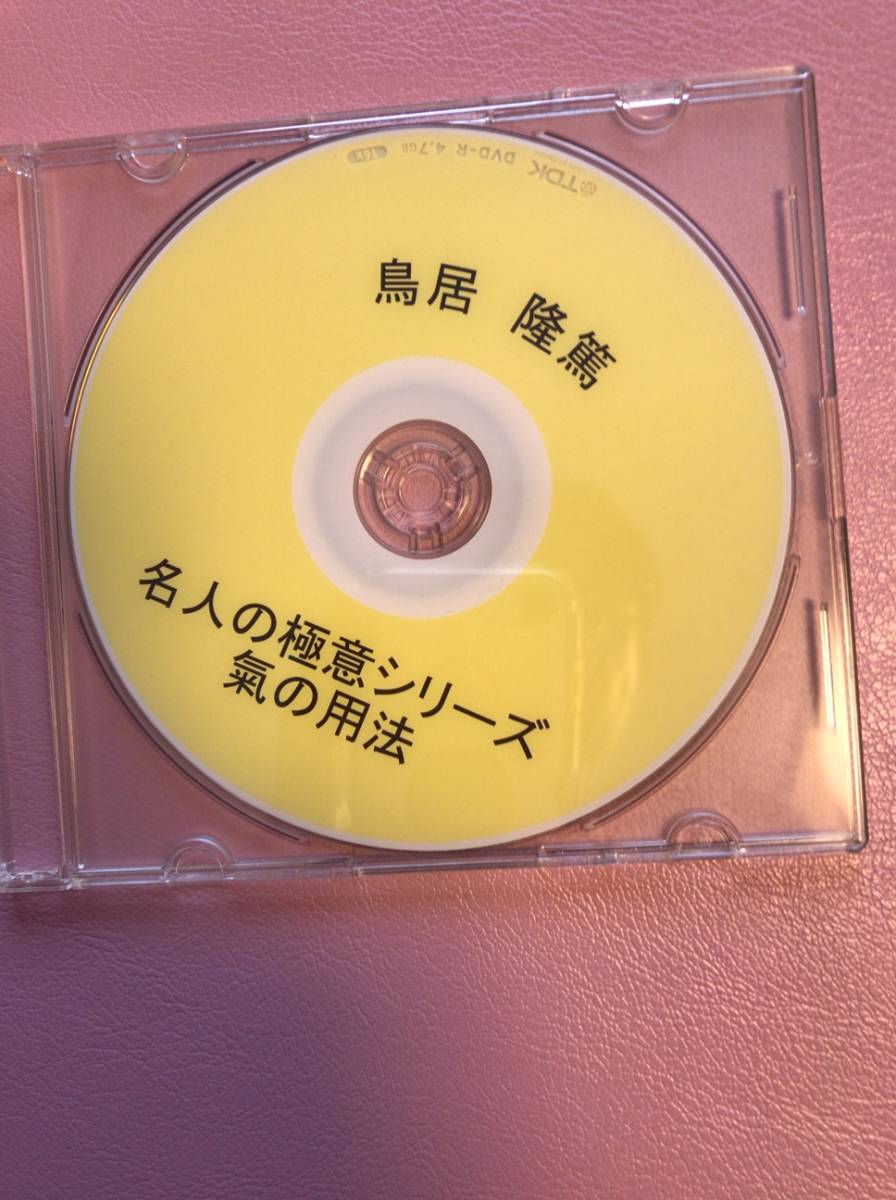 TDK DVD-R 4.7GB 16x
鳥居 隆篤
名人の極意シリーズ
氣の用法